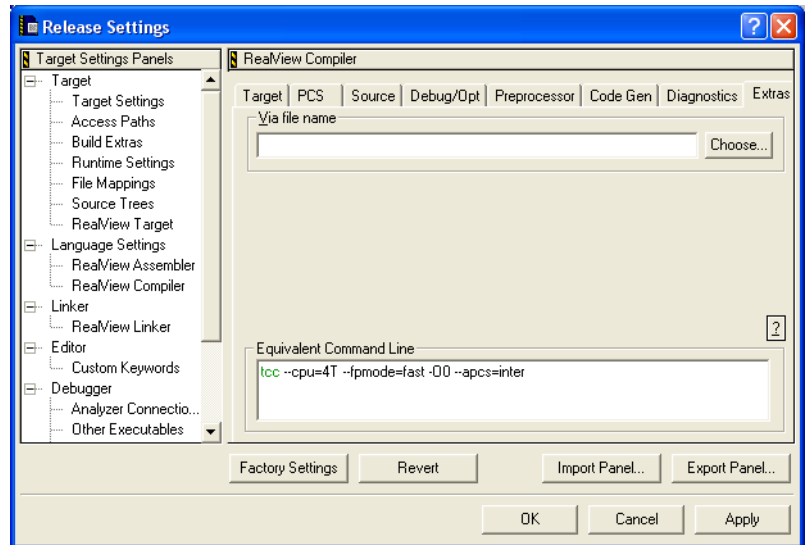 Release Settings
Target Settings Panels
Target
Target Settings
Access Paths
Build Extras
Runtime Settings
File Mappings
Source Trees
RealView Target
Language Settings
RealView Assembler
RealView Compiler
Linker
RealView Linker
Editor
Custom Keywords
Debugger
Analyzer Connectio...
Other Executables
RealView Compiler
Target PCS Source Debug/Opt Preprocessor Code Gen Diagnostics Extras
Via file name
Choose...
?
Equivalent Command Line
tcc --cpu=4T --fpmode=fast -O0 --apcs=inter
Factory Settings Revert Import Panel... Export Panel...
OK Cancel Apply